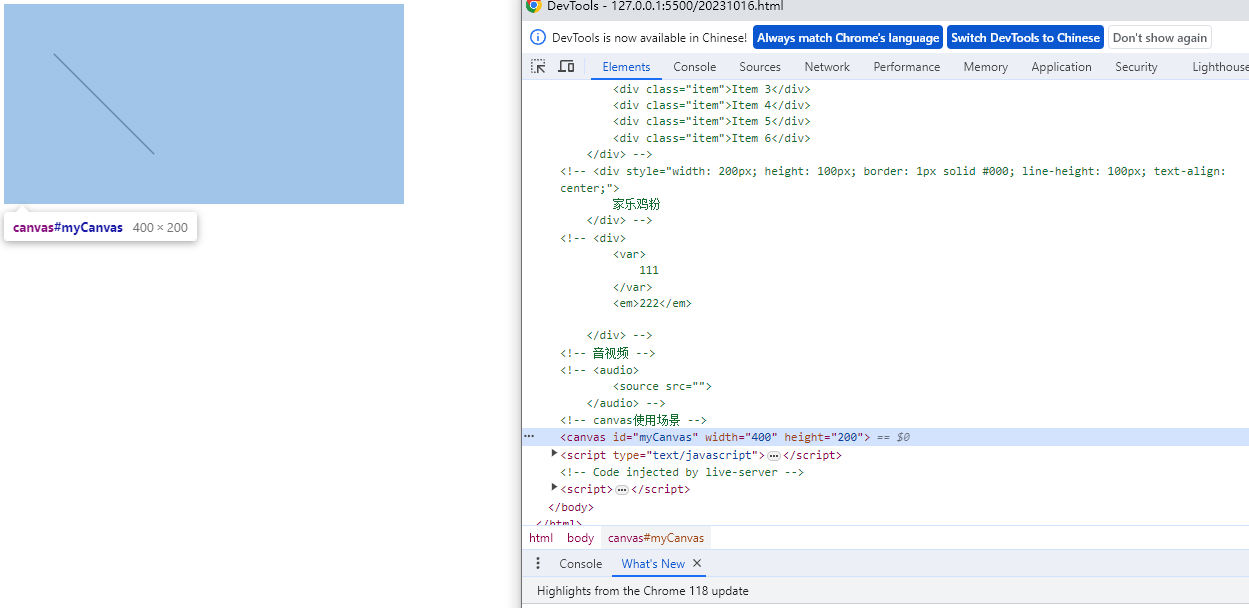 DevTools - 127.0.0.1:5500/20231016.html
DevTools is now available in Chinese! Always match Chrome's language Switch DevTools to Chinese Don't show again
Elements Console Sources Network Performance Memory Application Security Lighthouse
<div class="item">Item 3</div>
<div class="item">Item 4</div>
<div class="item">Item 5</div>
<div class="item">Item 6</div>
</div> -->
<!-- <div style="width: 200px; height: 100px; border: 1px solid #000; line-height: 100px; text-align:
center;">
家乐鸡粉
</div> -->
<!-- <div>
<var>
111
</var>
<em>222</em>
</div> -->
<!-- 音视频 -->
<!-- <audio>
<source src="">
</audio> -->
<!-- canvas使用场景 -->
<canvas id="myCanvas" width="400" height="200"> == $0
<script type="text/javascript"> … </script>
<!-- Code injected by live-server -->
<script> … </script>
</body>
</html>
html body canvas#myCanvas
Console What's New
Highlights from the Chrome 118 update
canvas#myCanvas 400 × 200